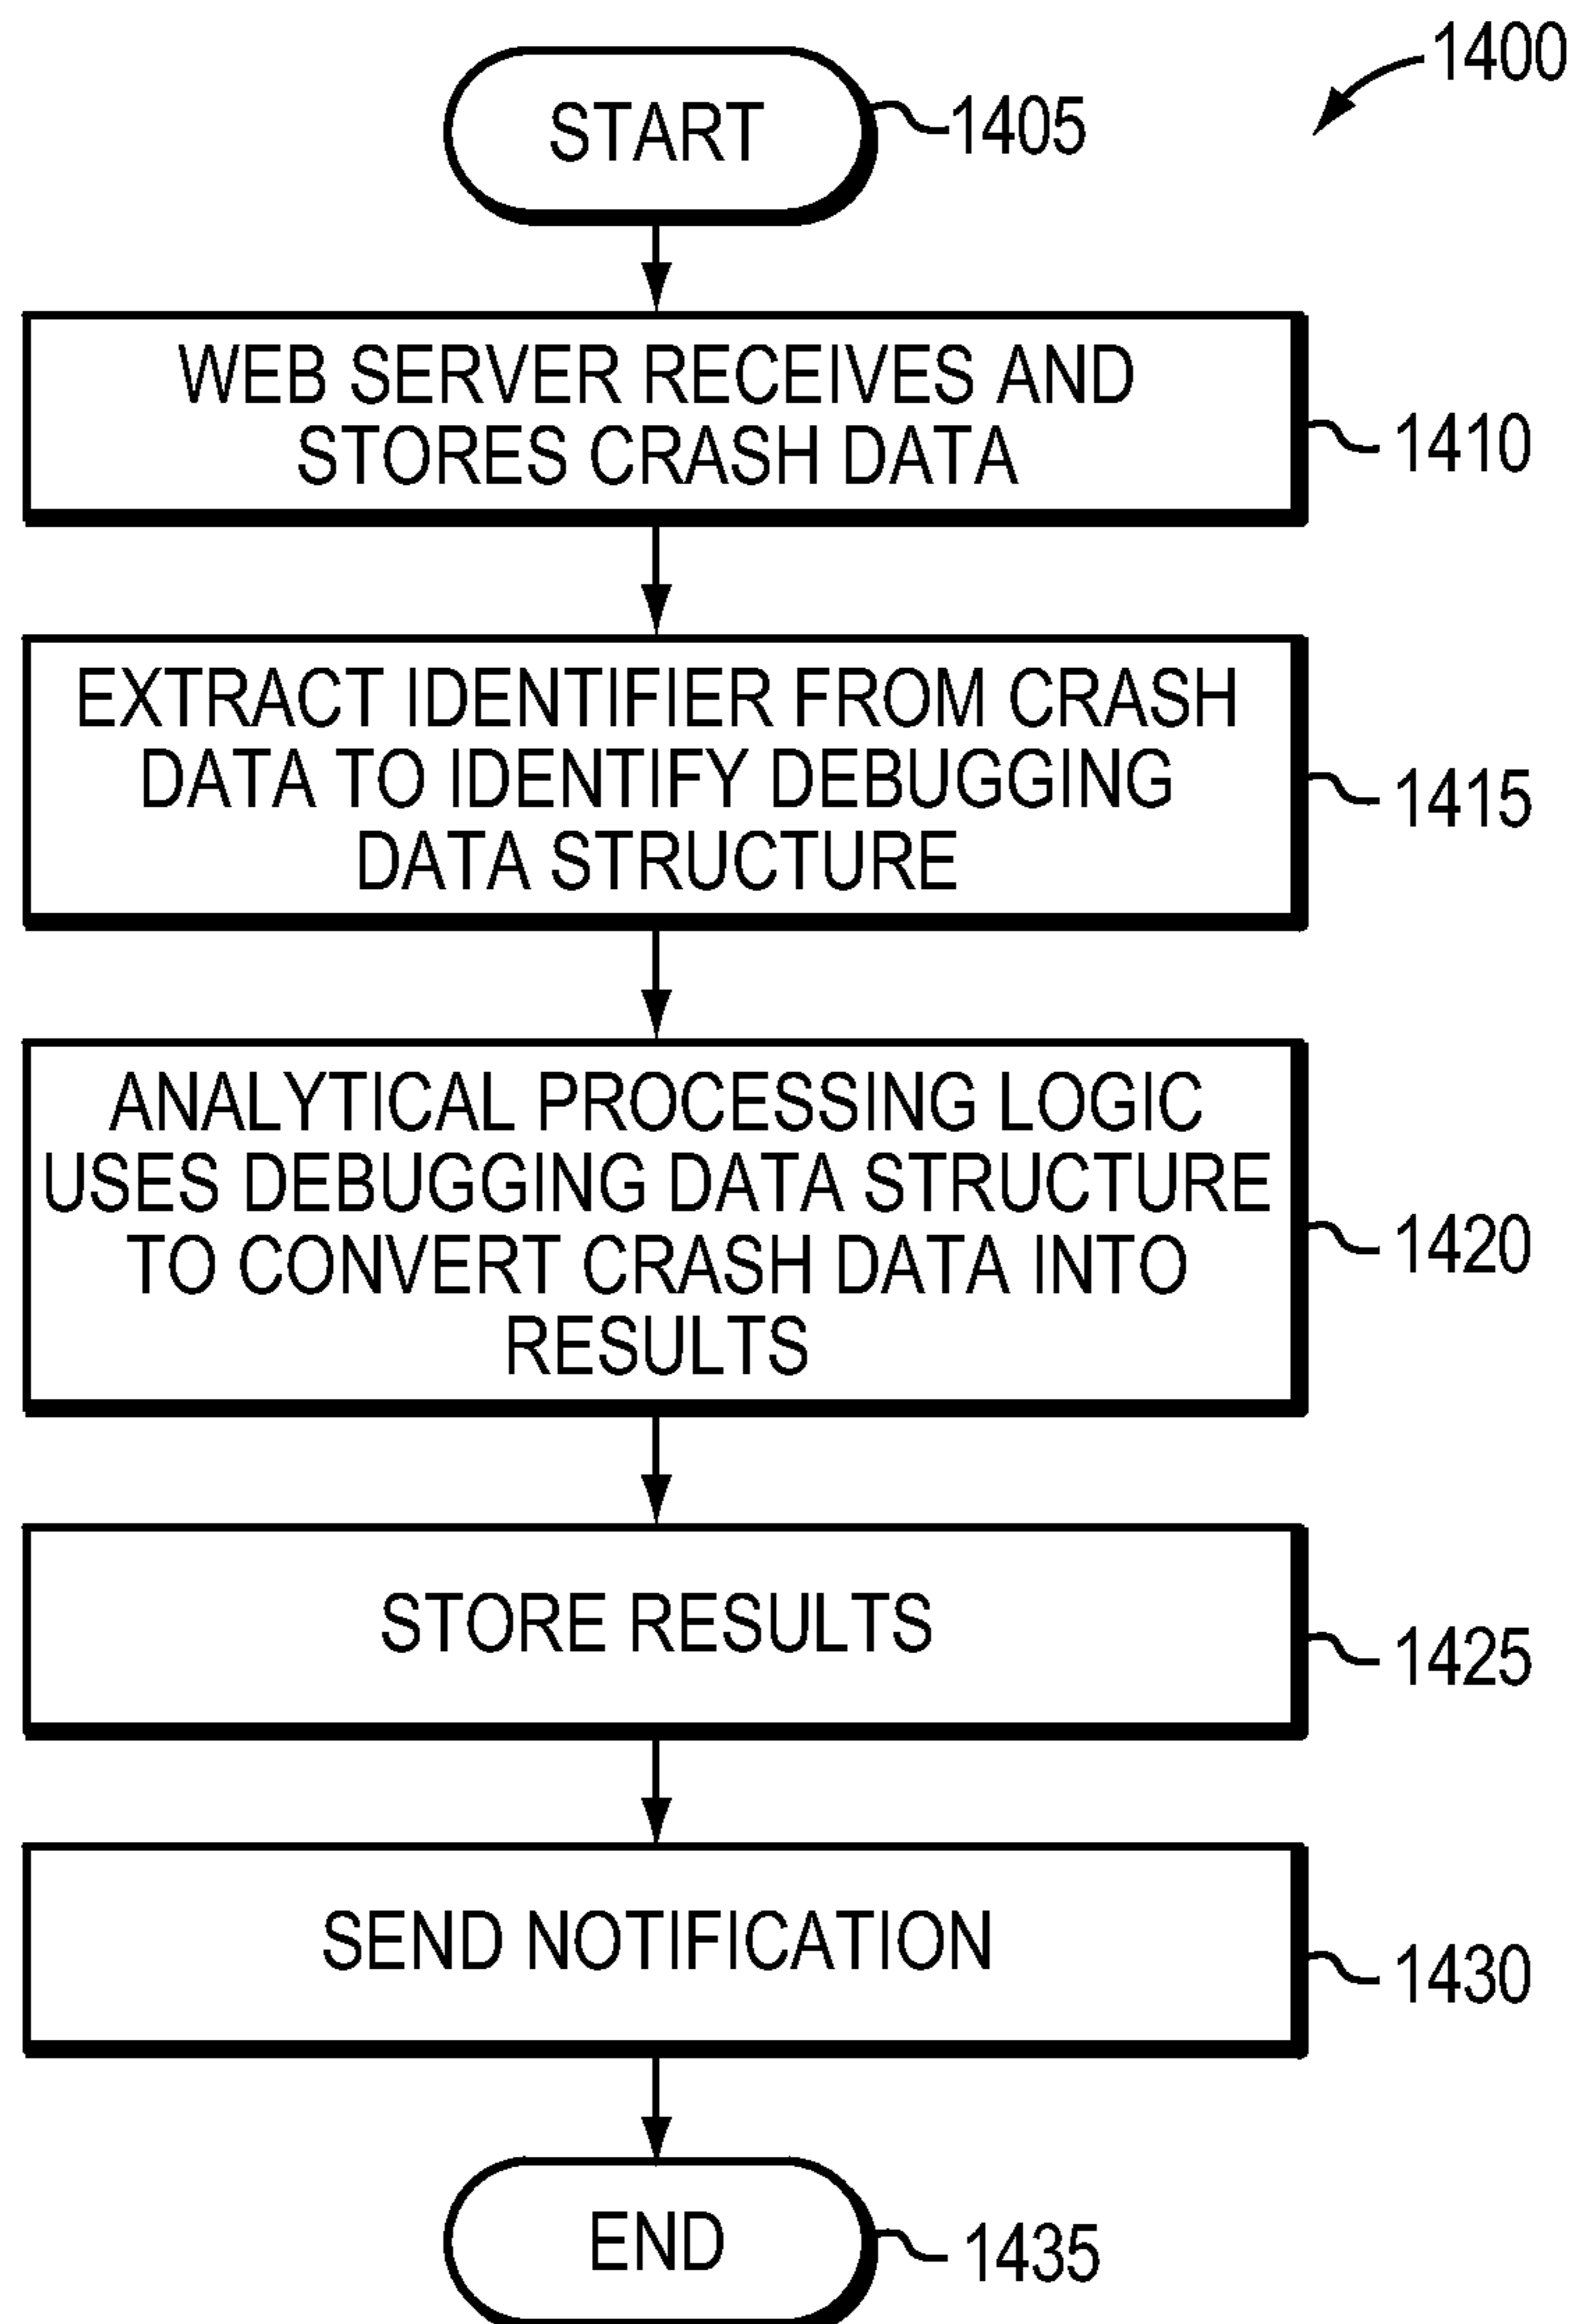 1400
START
1405
WEB SERVER RECEIVES AND
STORES CRASH DATA
1410
EXTRACT IDENTIFIER FROM CRASH
DATA TO IDENTIFY DEBUGGING
DATA STRUCTURE
1415
ANALYTICAL PROCESSING LOGIC
USES DEBUGGING DATA STRUCTURE
TO CONVERT CRASH DATA INTO
RESULTS
1420
STORE RESULTS
1425
SEND NOTIFICATION
1430
END
1435